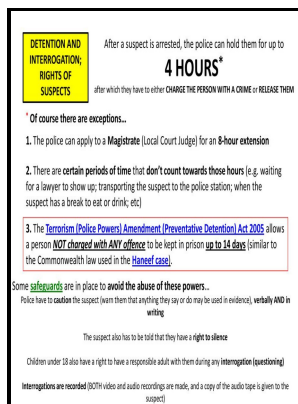 DETENTION AND
INTERROGATION;
RIGHTS OF
SUSPECTS
After a suspect is arrested, the police can hold them for up to
4 HOURS*
after which they have to either CHARGE THE PERSON WITH A CRIME or RELEASE THEM
* Of course there are exceptions...
1. The police can apply to a Magistrate (Local Court Judge) for an 8-hour extension
2. There are certain periods of time that don't count towards those hours (e.g. waiting
for a lawyer to show up; transporting the suspect to the police station; when the
suspect has a break to eat or drink; etc)
3. The Terrorism (Police Powers) Amendment (Preventative Detention) Act 2005 allows
a person NOT charged with ANY offence to be kept in prison up to 14 days (similar to
the Commonwealth law used in the Haneef case).
Some safeguards are in place to avoid the abuse of these powers...
Police have to caution the suspect (warn them that anything they say or do may be used in evidence), verbally AND in
writing
The suspect also has to be told that they have a right to silence
Children under 18 also have a right to have a responsible adult with them during any interrogation (questioning)
Interrogations are recorded (BOTH video and audio recordings are made, and a copy of the audio tape is given to the
suspect)